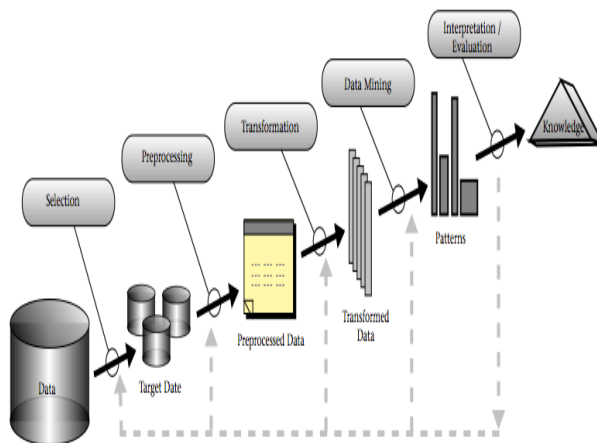 Interpretation /
Evaluation
Data Mining
Knowledge
Transformation
Preprocessing
Patterns
Selection
Transformed
Data
Preprocessed Data
Target Date
Data